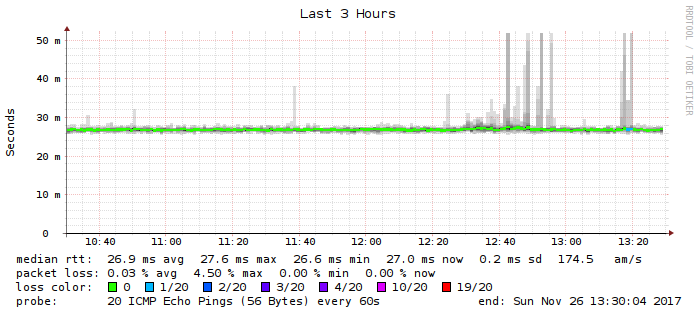 Last 3 Hours
RRDTOOL / TOBI OETIKER
Seconds
50 m
40 m
30 m
20 m
10 m
0
10:40 11:00 11:20 11:40 12:00 12:20 12:40 13:00 13:20
median rtt: 26.9 ms avg 27.6 ms max 26.6 ms min 27.0 ms now 0.2 ms sd 174.5 am/s
packet loss: 0.03 % avg 4.50 % max 0.00 % min 0.00 % now
loss color: 0 1/20 2/20 3/20 4/20 10/20 19/20
probe: 20 ICMP Echo Pings (56 Bytes) every 60s end: Sun Nov 26 13:30:04 2017